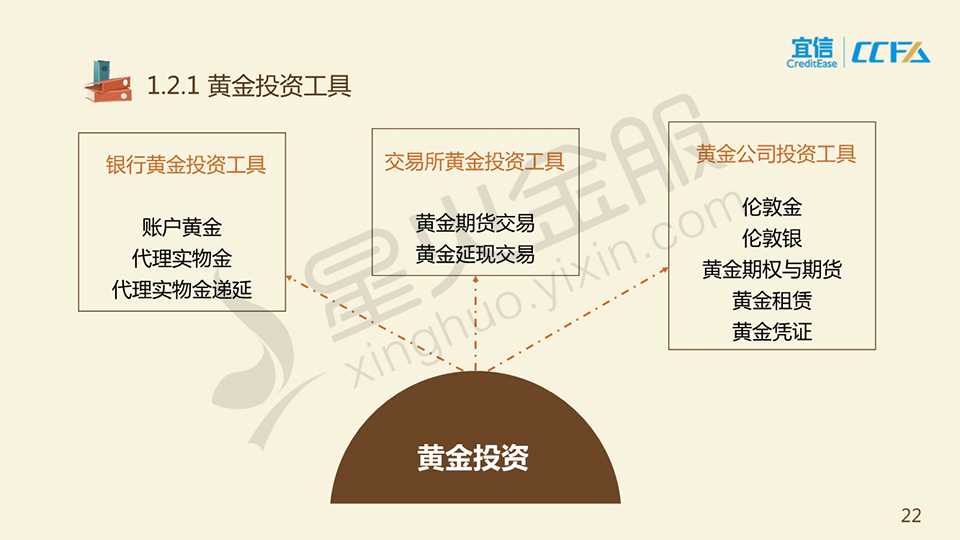 宜信
CreditEase
CCFA
1.2.1 黄金投资工具
银行黄金投资工具
账户黄金
代理实物金
代理实物金递延
交易所黄金投资工具
黄金期货交易
黄金延现交易
黄金公司投资工具
伦敦金
伦敦银
黄金期权与期货
黄金租赁
黄金凭证
星火金服
xinghuo.yixin.com
黄金投资
22